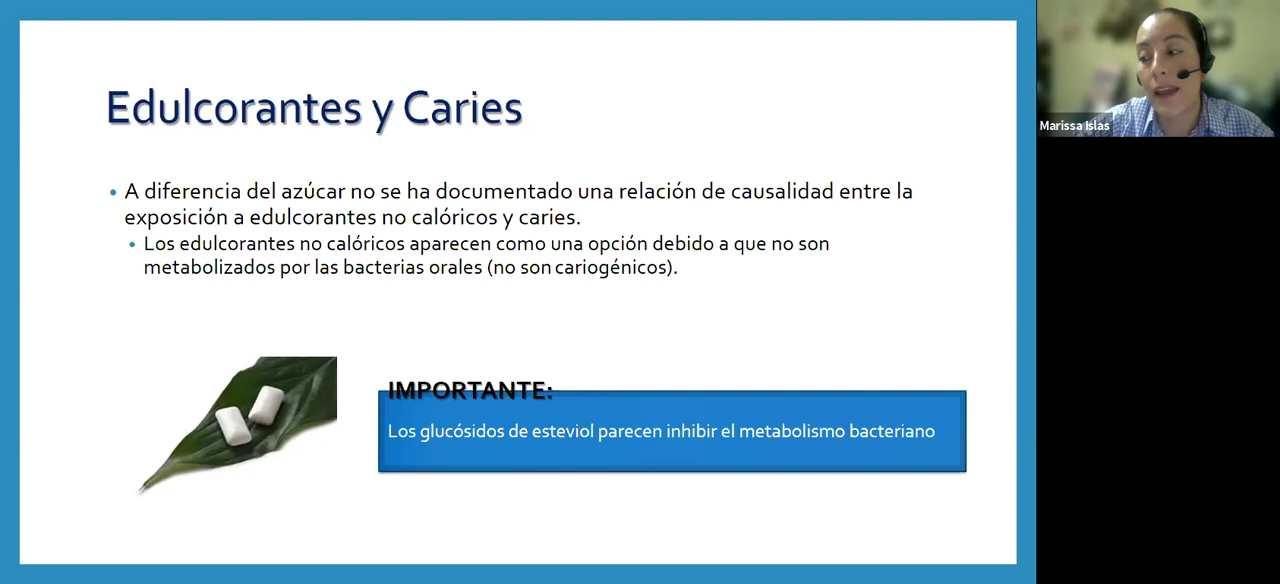 Edulcorantes y Caries
• A diferencia del azúcar no se ha documentado una relación de causalidad entre la
exposición a edulcorantes no calóricos y caries.
• Los edulcorantes no calóricos aparecen como una opción debido a que no son
metabolizados por las bacterias orales (no son cariogénicos).
IMPORTANTE:
Los glucósidos de esteviol parecen inhibir el metabolismo bacteriano
Marissa Islas